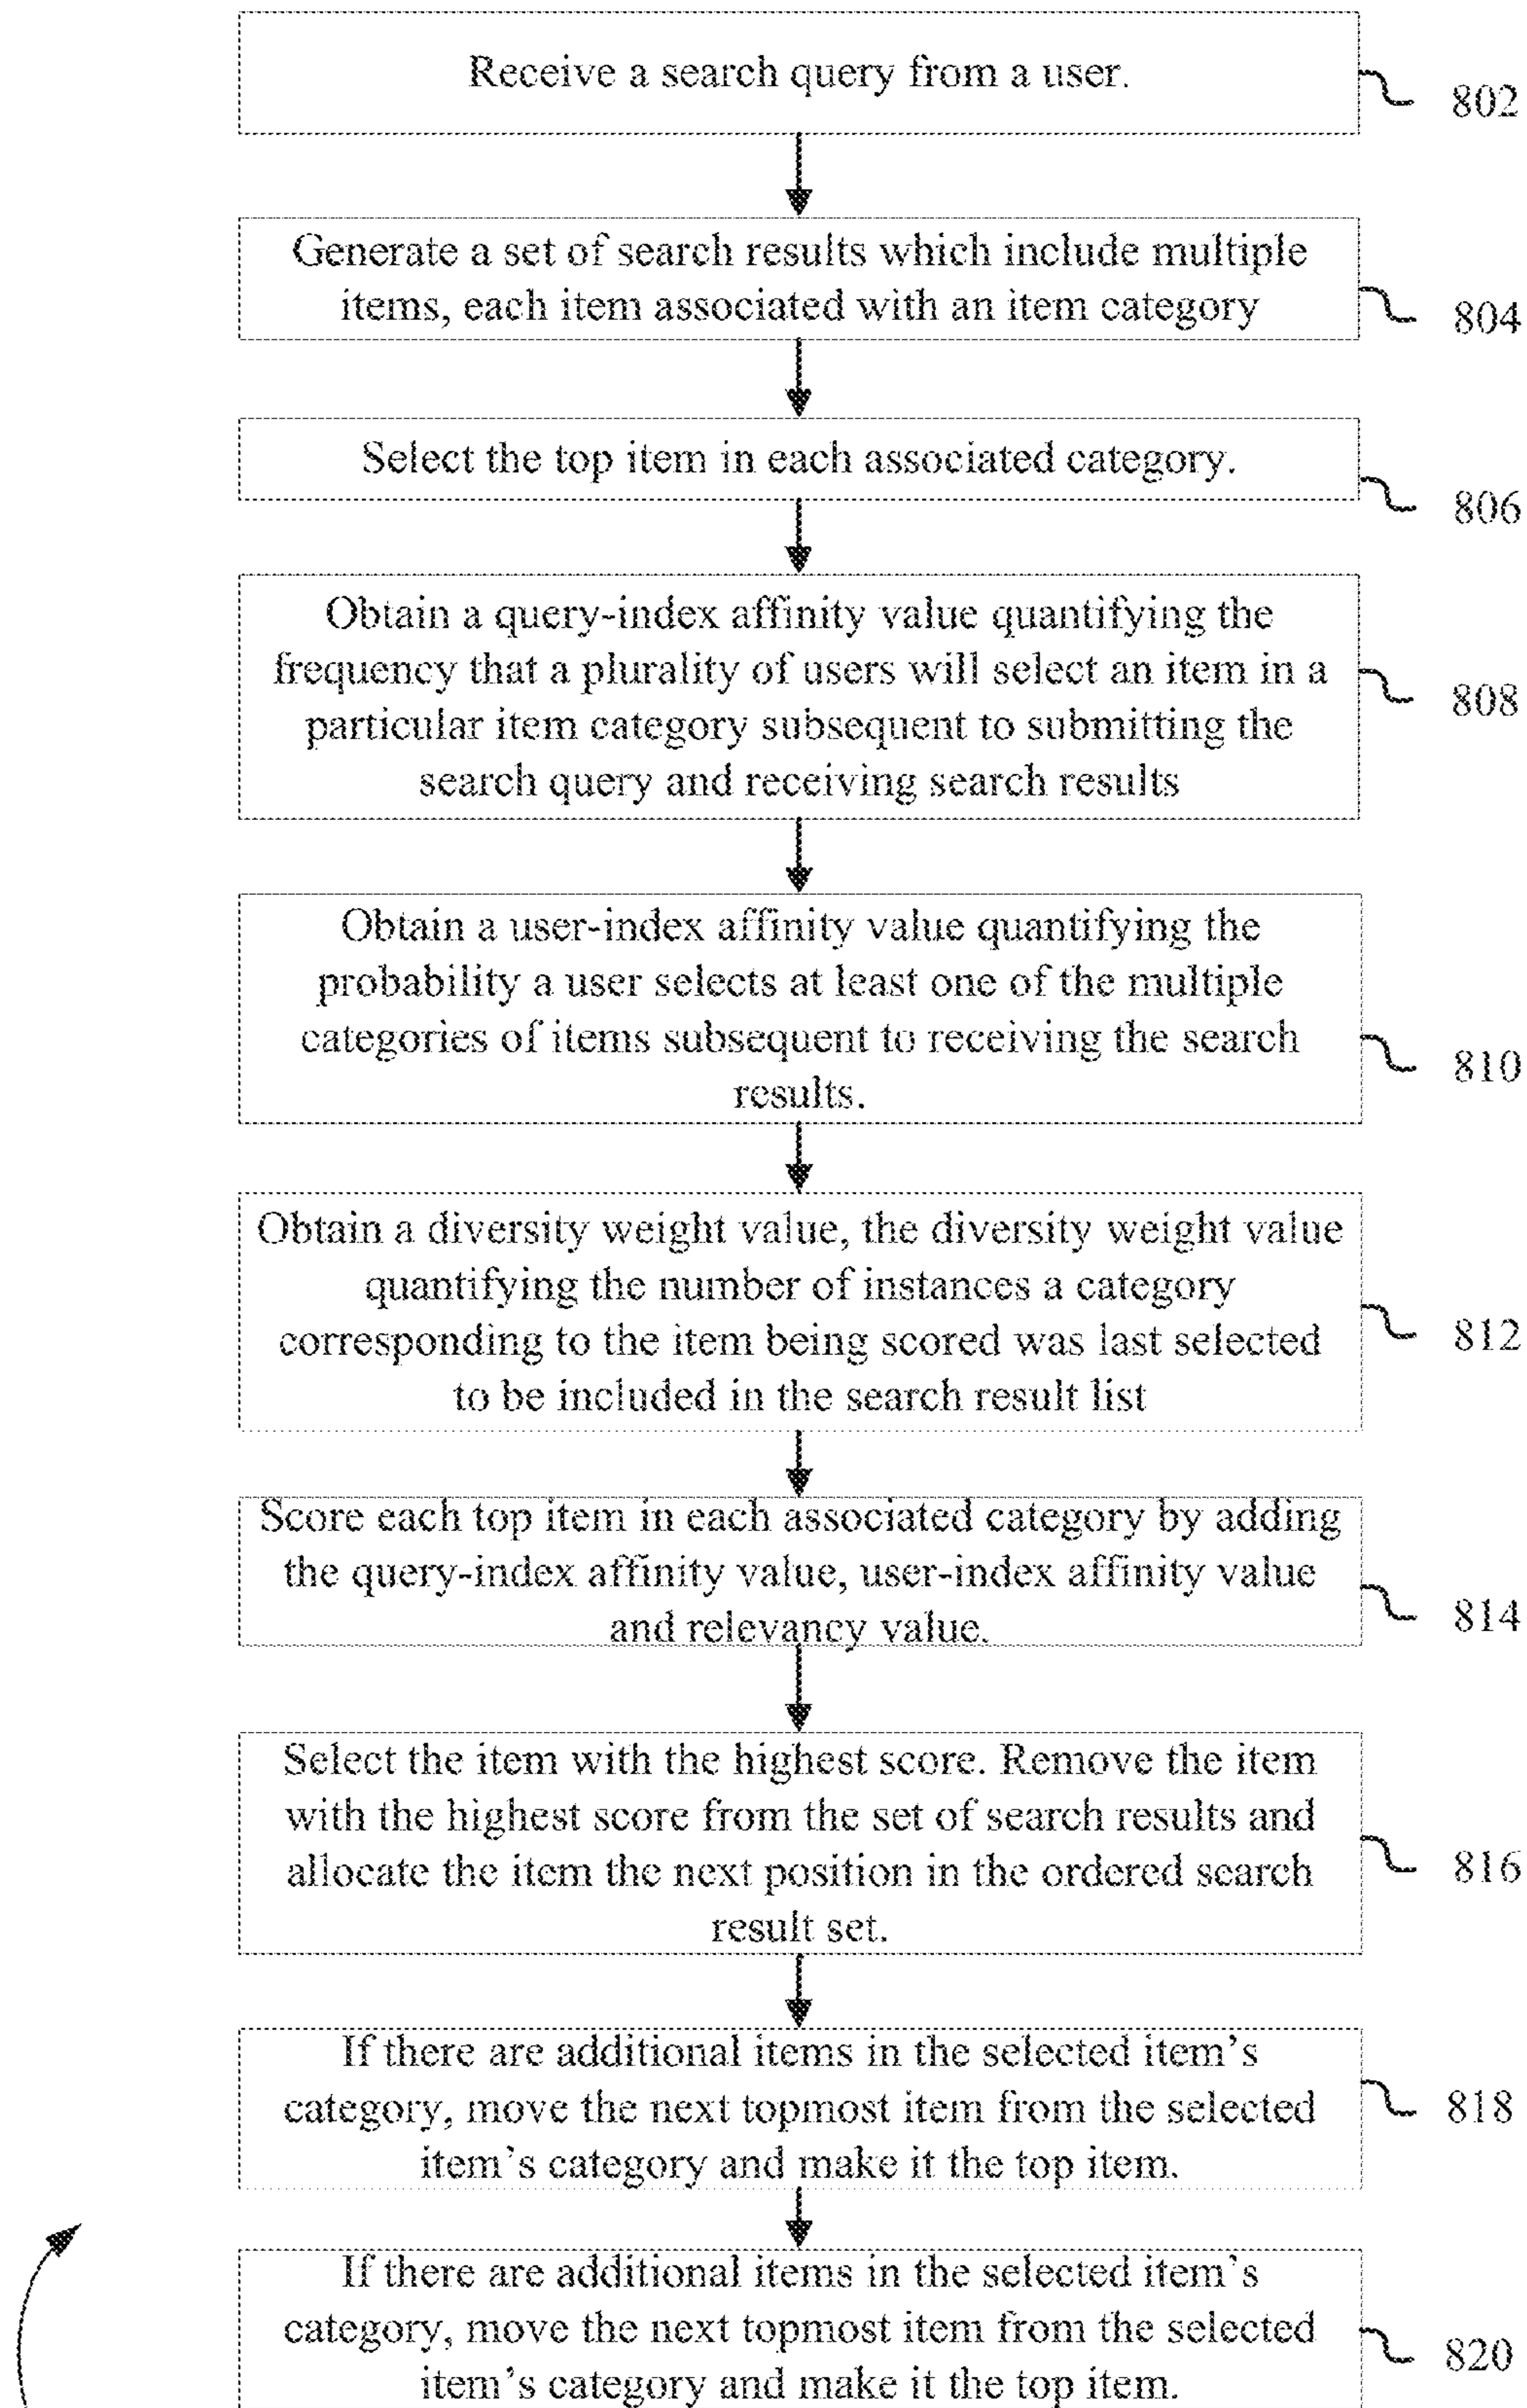 Receive a search query from a user.
802
Generate a set of search results which include multiple
items, each item associated with an item category
804
Select the top item in each associated category.
806
Obtain a query-index affinity value quantifying the
frequency that a plurality of users will select an item in a
particular item category subsequent to submitting the
search query and receiving search results
808
Obtain a user-index affinity value quantifying the
probability a user selects at least one of the multiple
categories of items subsequent to receiving the search
results.
810
Obtain a diversity weight value, the diversity weight value
quantifying the number of instances a category
corresponding to the item being scored was last selected
to be included in the search result list
812
Score each top item in each associated category by adding
the query-index affinity value, user-index affinity value
and relevancy value.
814
Select the item with the highest score. Remove the item
with the highest score from the set of search results and
allocate the item the next position in the ordered search
result set.
816
If there are additional items in the selected item's
category, move the next topmost item from the selected
item's category and make it the top item.
818
If there are additional items in the selected item's
category, move the next topmost item from the selected
item's category and make it the top item.
820